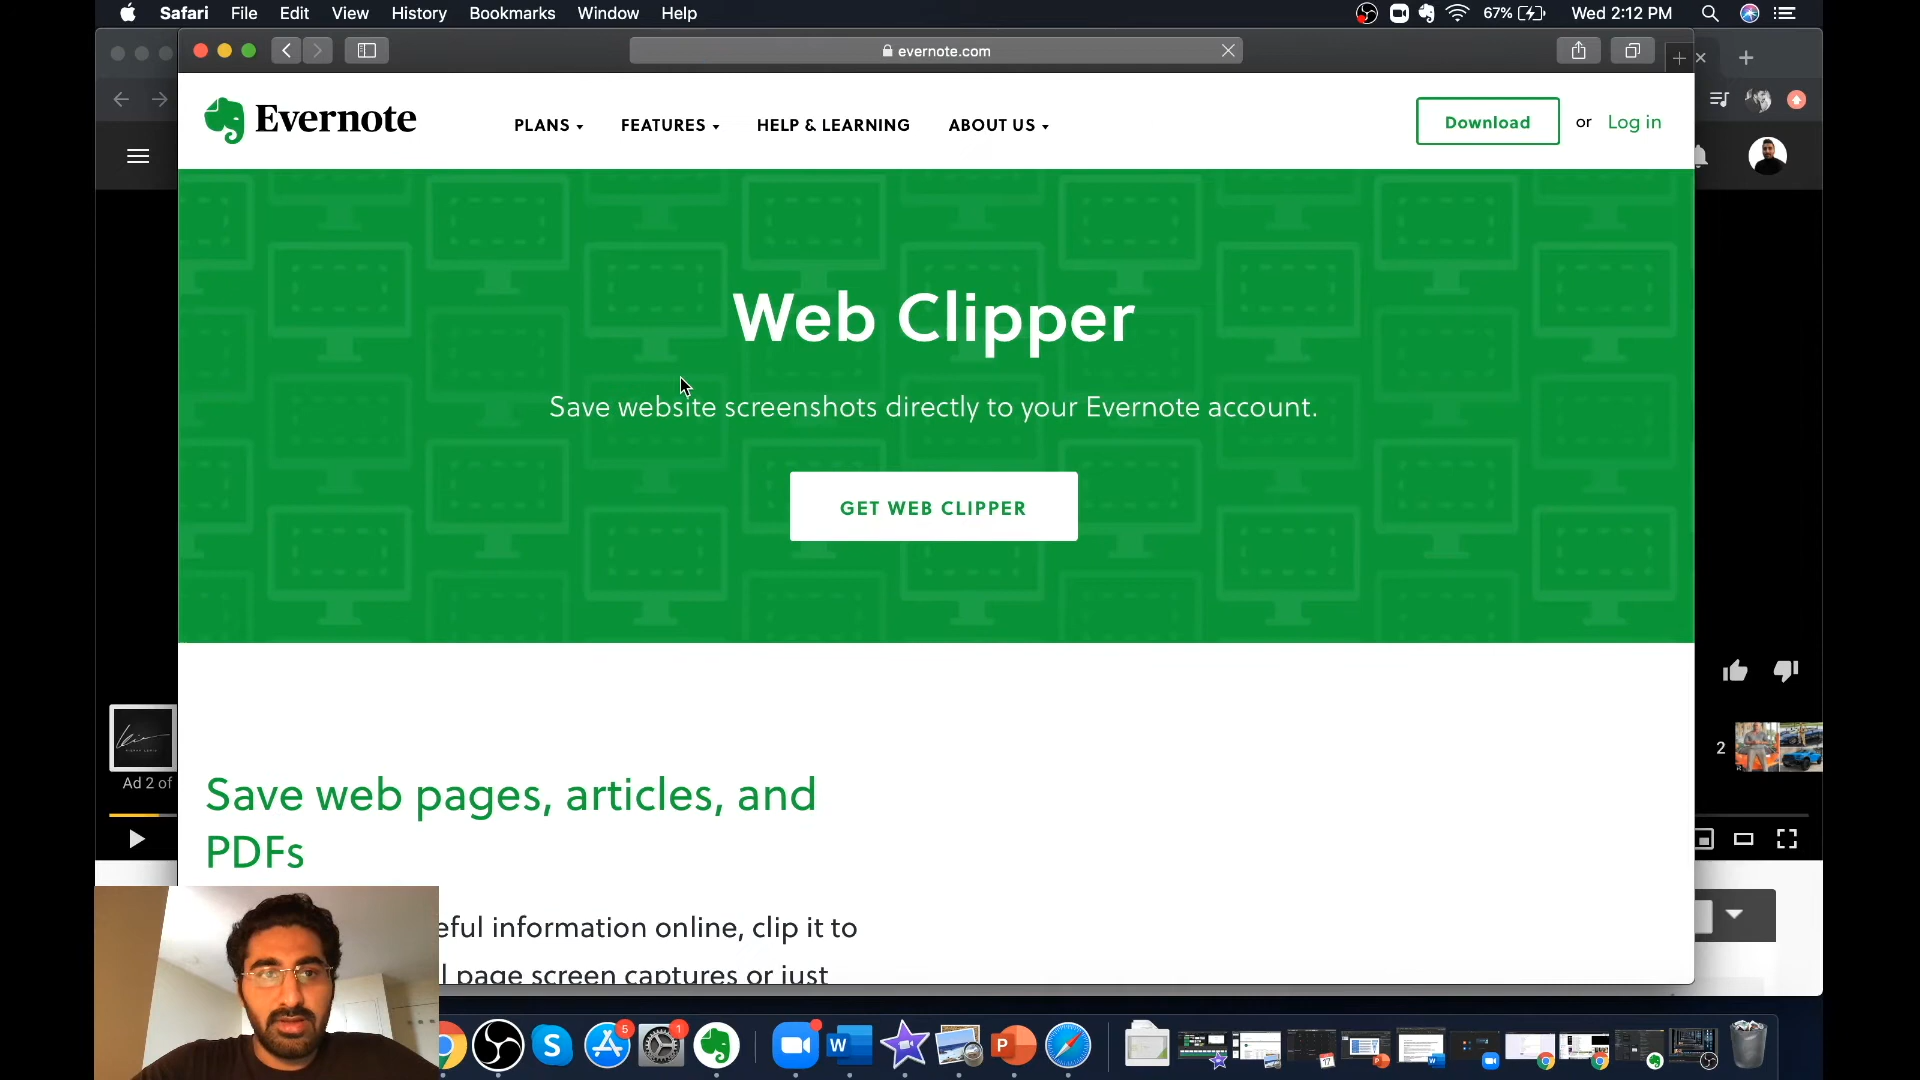 Safari File Edit View History Bookmarks Window Help
67% Wed 2:12 PM
evernote.com
Evernote
PLANS FEATURES HELP & LEARNING ABOUT US
Download or Log in
Web Clipper
Save website screenshots directly to your Evernote account.
GET WEB CLIPPER
2
Ad 2 of
Save web pages, articles, and
PDFs
eful information online, clip it to
l page screen captures or just
S 5 1 W P
17